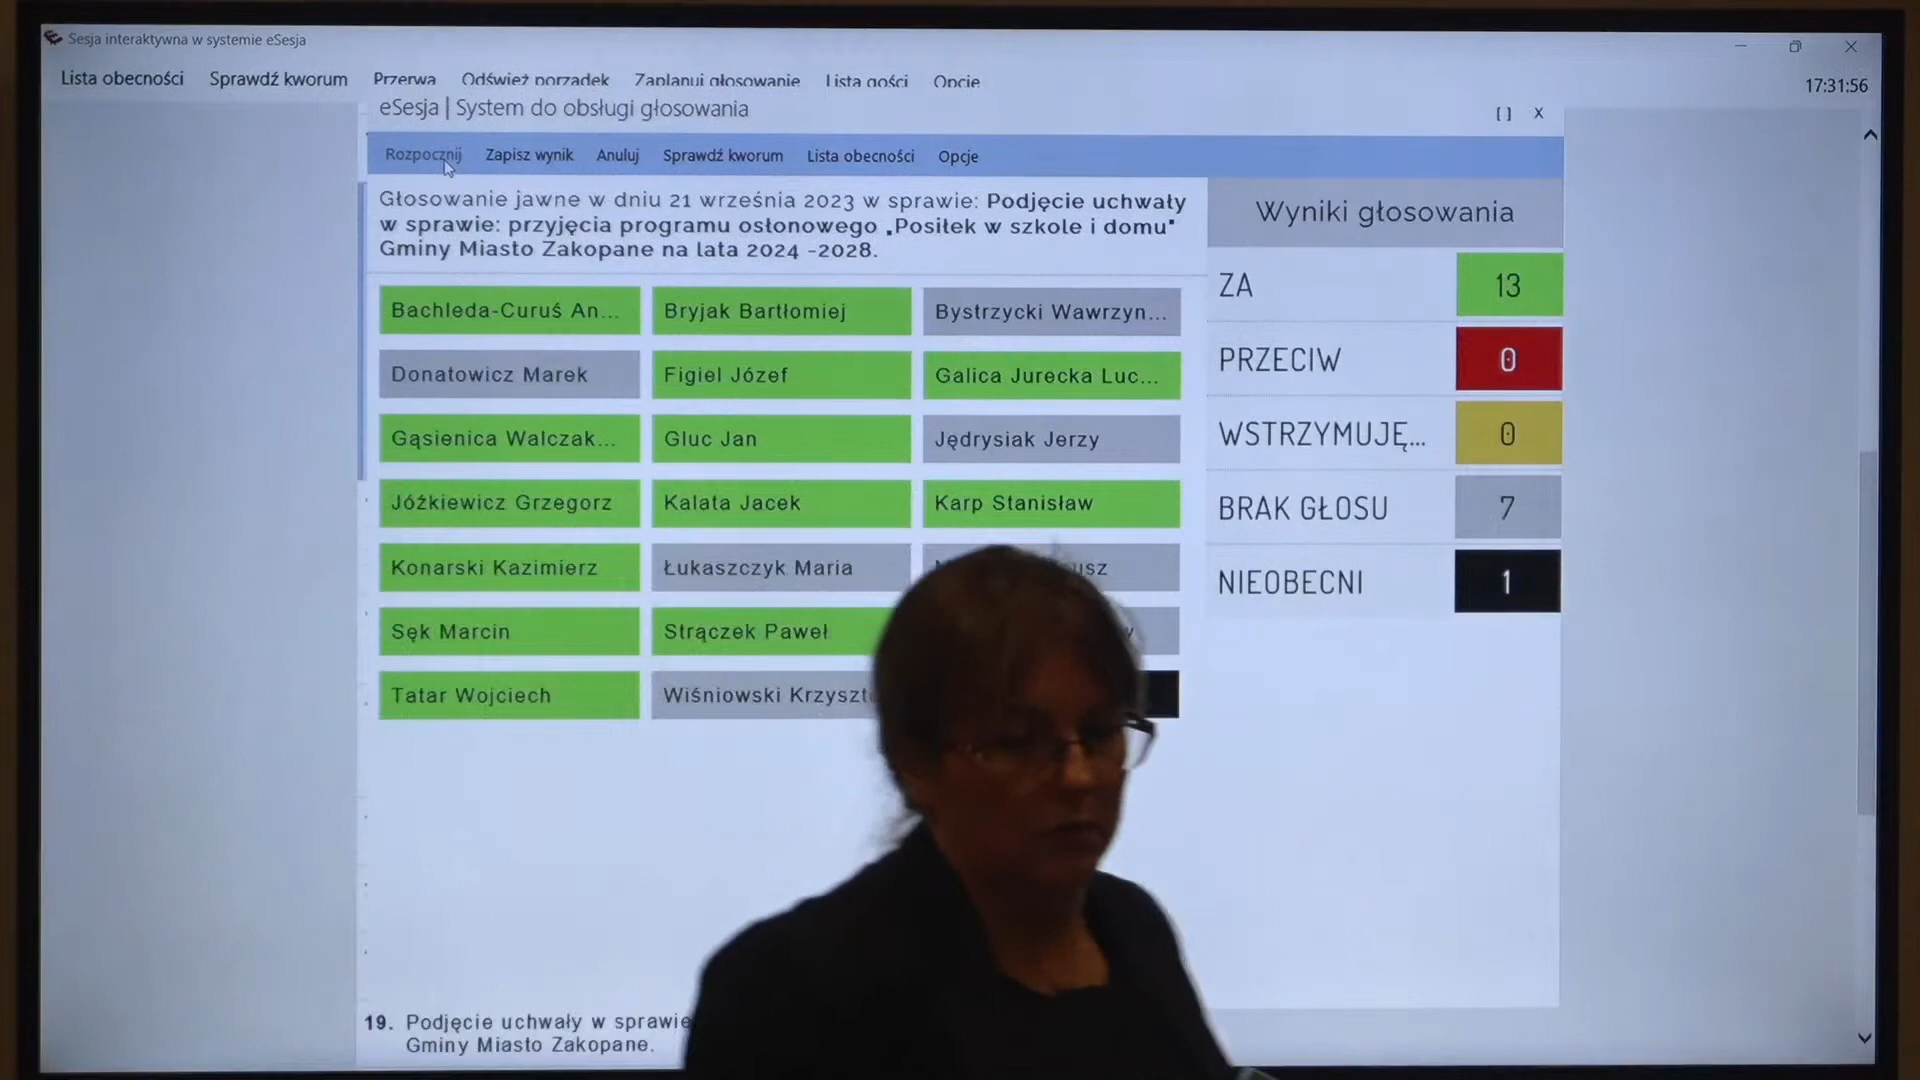 Sesja interaktywna w systemie eSesja
Lista obecności Sprawdź kworum Przerwa Odśwież porządek Zaplanuj głosowanie Lista gości Opcje
17:31:56
eSesja | System do obsługi głosowania
[ ] X
Rozpocznij Zapisz wynik Anuluj Sprawdź kworum Lista obecności Opcje
Głosowanie jawne w dniu 21 września 2023 w sprawie: Podjęcie uchwały
w sprawie: przyjęcia programu osłonowego „Posiłek w szkole i domu"
Gminy Miasto Zakopane na lata 2024 -2028.
Wyniki głosowania
ZA 13
PRZECIW 0
WSTRZYMUJĘ... 0
BRAK GŁOSU 7
NIEOBECNI 1
Bachleda-Curuś An... Bryjak Bartłomiej Bystrzycki Wawrzyn...
Donatowicz Marek Figiel Józef Galica Jurecka Luc...
Gąsienica Walczak... Gluc Jan Jędrysiak Jerzy
Jóźkiewicz Grzegorz Kalata Jacek Karp Stanisław
Konarski Kazimierz Łukaszczyk Maria
Sęk Marcin Strączek Paweł
Tatar Wojciech Wiśniowski
19. Podjęcie uchwały w sprawie
Gminy Miasto Zakopane.